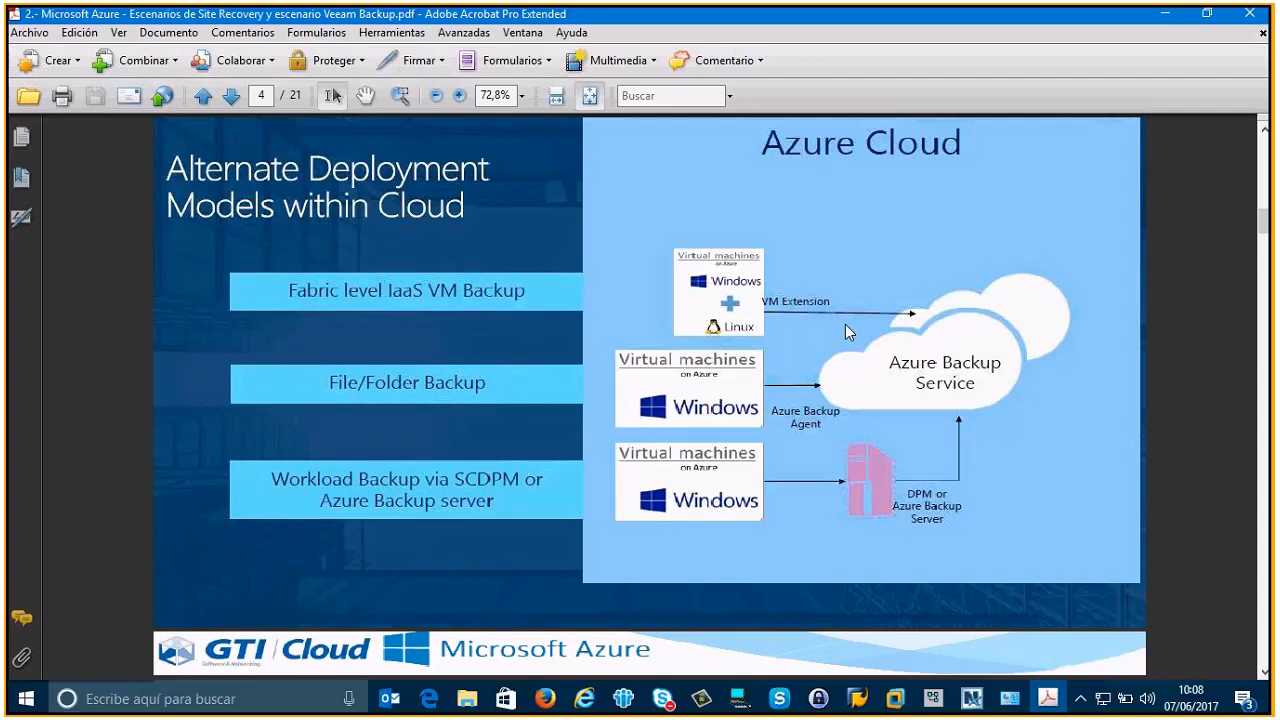 2.- Microsoft Azure - Escenarios de Site Recovery y escenario Veeam Backup.pdf - Adobe Acrobat Pro Extended
Archivo Edición Ver Documento Comentarios Formularios Herramientas Avanzadas Ventana Ayuda
Crear Combinar Colaborar Proteger Firmar Formularios Multimedia Comentario
4 / 21 72,8% Buscar
Alternate Deployment
Models within Cloud
Fabric level IaaS VM Backup
File/Folder Backup
Workload Backup via SCDPM or
Azure Backup server
Azure Cloud
Virtual machines
on Azure
Windows
Linux
VM Extension
Virtual machines
on Azure
Windows
Azure Backup
Agent
Azure Backup
Service
Virtual machines
on Azure
Windows
DPM or
Azure Backup
Server
GTI Cloud
Software & Networking
Microsoft Azure
Escribe aquí para buscar
10:08
07/06/2017
3